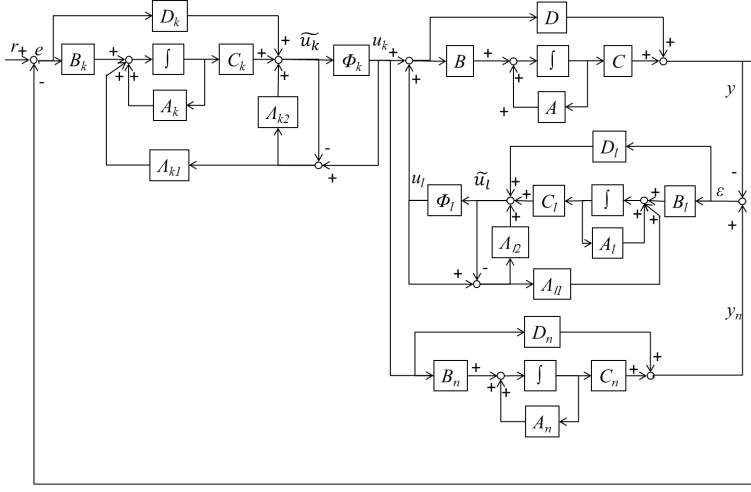 D_k
D
r + e
ũ_k
u_k +
B_k + + + ∫ C_k + + + Φ_k
B + + ∫ C + +
-
A_k
+ A
y
Λ_k2
D_l
-
Λ_k1
+
u_l
ũ_l
+
ε
Φ_l + C_l + ∫ + + + B_l
-
+
Λ_l2
A_l
+
-
Λ_l1
y_n
D_n
+
B_n + + + ∫ C_n +
A_n